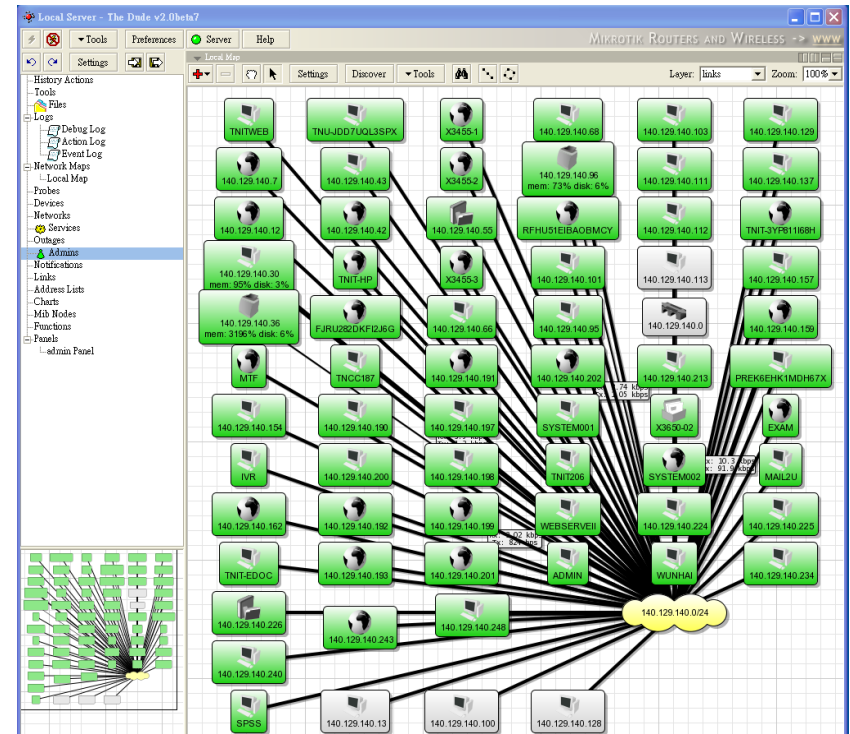 Local Server - The Dude v2.0beta7
Tools Preferences Server Help MIKROTIK ROUTERS AND WIRELESS -> WWW
Settings
Local Map
Settings Discover Tools Layer: links Zoom: 100%
History Actions
Tools
Files
Logs
Debug Log
Action Log
Event Log
Network Maps
Local Map
Probes
Devices
Networks
Services
Outages
Admins
Notifications
Links
Address Lists
Charts
Mib Nodes
Functions
Panels
admin Panel
TNITWEB TNU-JDD7UQL3SPX X3455-1 140.129.140.68 140.129.140.103 140.129.140.129
140.129.140.7 140.129.140.43 X3455-2 140.129.140.96 140.129.140.111 140.129.140.137
mem: 73% disk: 6%
140.129.140.12 140.129.140.42 140.129.140.55 RFHU51EIBAOBMCY 140.129.140.112 TNIT-3YP811I68H
140.129.140.30 TNIT-HP X3455-3 140.129.140.101 140.129.140.113 140.129.140.157
mem: 95% disk: 3%
140.129.140.36 FJRU282DKFI2J6G 140.129.140.66 140.129.140.95 140.129.140.0 140.129.140.159
mem: 3196% disk: 6%
MTF TNCC187 140.129.140.191 140.129.140.202 140.129.140.213 PREK6EHK1MDH67X
140.129.140.154 140.129.140.190 140.129.140.197 SYSTEM001 X3650-02 EXAM
IVR 140.129.140.200 140.129.140.198 TNIT206 SYSTEM002 MAIL2U
10.3 kbps
91.9 kbps
140.129.140.162 140.129.140.192 140.129.140.199 WEBSERVEII 140.129.140.224 140.129.140.225
TNIT-EDOC 140.129.140.193 140.129.140.201 ADMIN WUNHAI 140.129.140.234
140.129.140.226 140.129.140.243 140.129.140.248 140.129.140.0/24
140.129.140.240
SPSS 140.129.140.13 140.129.140.100 140.129.140.128